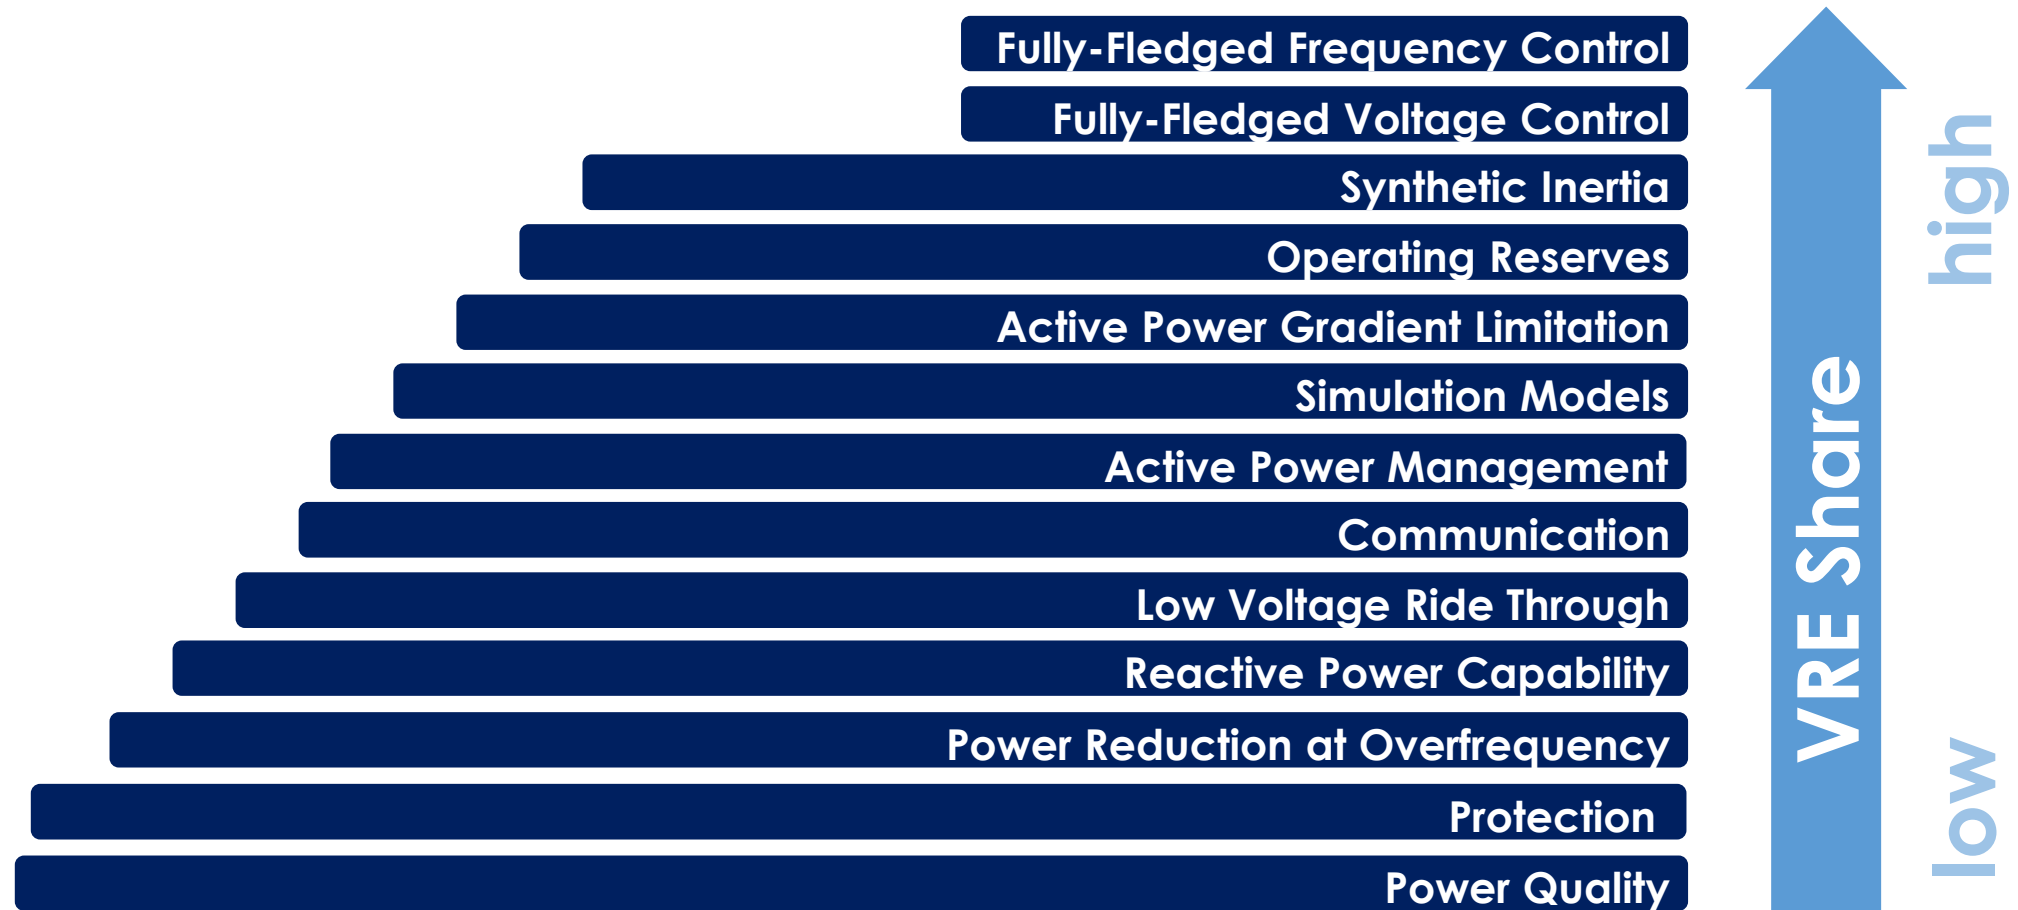 Fully-Fledged Frequency Control
Fully-Fledged Voltage Control
Synthetic Inertia
Operating Reserves
Active Power Gradient Limitation
Simulation Models
Active Power Management
Communication
Low Voltage Ride Through
Reactive Power Capability
Power Reduction at Overfrequency
Protection
Power Quality
VRE Share
high
low